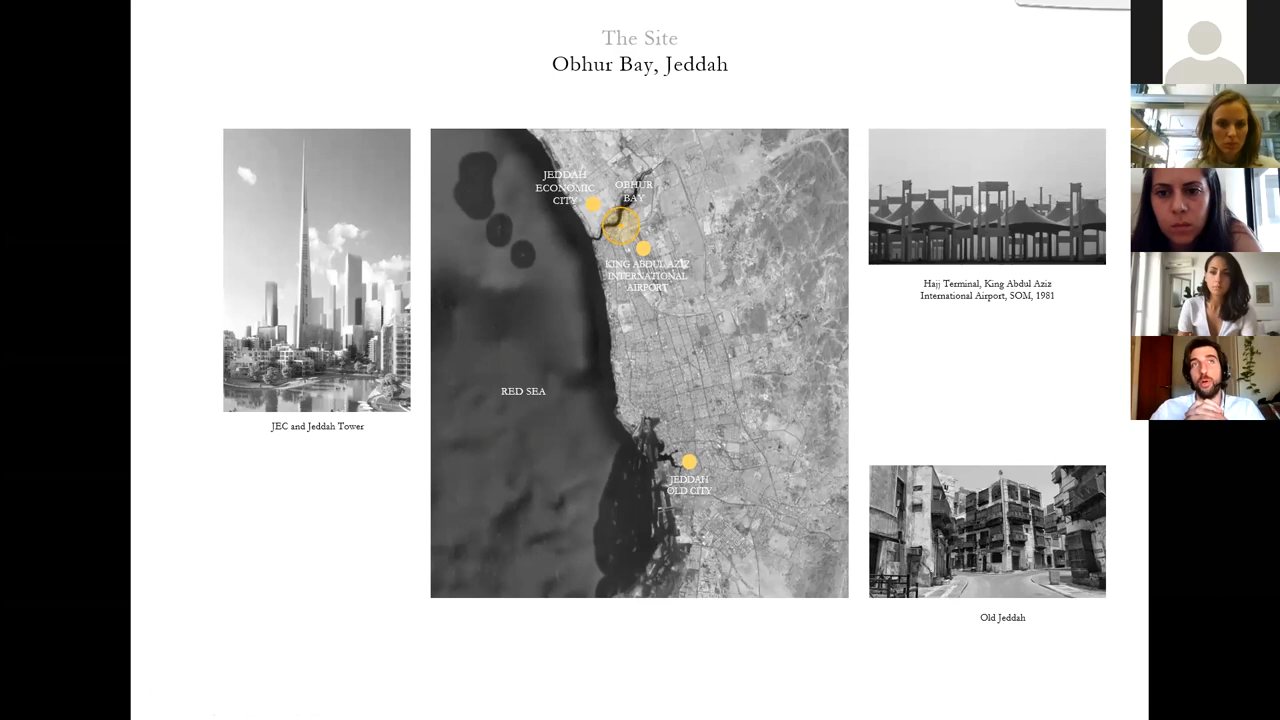 The Site
Obhur Bay, Jeddah
JEDDAH
ECONOMIC
CITY
OBHUR
BAY
KING ABDUL AZIZ
INTERNATIONAL
AIRPORT
RED SEA
JEDDAH
OLD CITY
JEC and Jeddah Tower
Hajj Terminal, King Abdul Aziz
International Airport, SOM, 1981
Old Jeddah